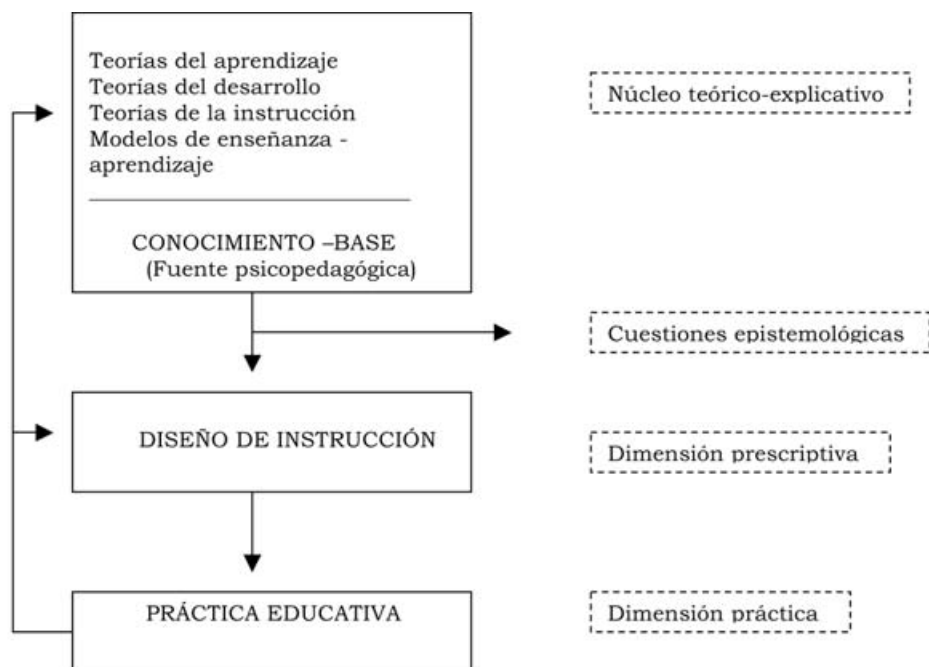 Teorías del aprendizaje
Teorías del desarrollo
Teorías de la instrucción
Modelos de enseñanza -
aprendizaje
CONOCIMIENTO –BASE
(Fuente psicopedagógica)
Núcleo teórico-explicativo
Cuestiones epistemológicas
DISEÑO DE INSTRUCCIÓN
Dimensión prescriptiva
PRÁCTICA EDUCATIVA
Dimensión práctica